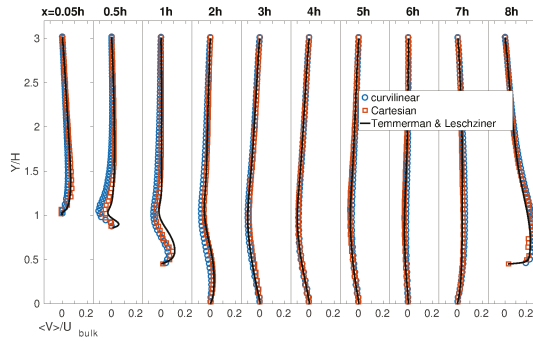 x=0.05h 0.5h 1h 2h 3h 4h 5h 6h 7h 8h
3
2.5
2
1.5
1
0.5
0
Y/H
curvilinear
Cartesian
Temmerman & Leschziner
0 0.2 0 0.2 0 0.2 0 0.2 0 0.2 0 0.2 0 0.2 0 0.2 0 0.2 0 0.2
<V>/U bulk